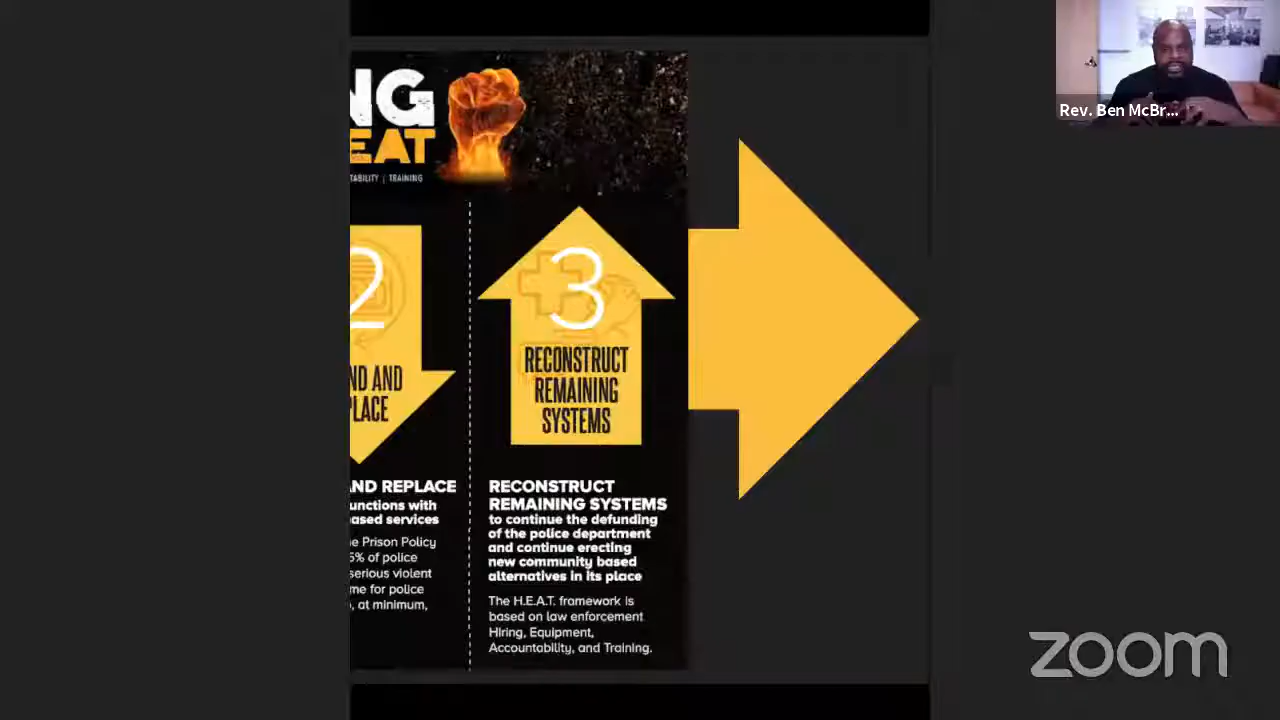 NG
EAT
TABILITY | TRAINING
2
ND AND
PLACE
AND REPLACE
unctions with
ased services
e Prison Policy
5% of police
serious violent
me for police
, at minimum,
3
RECONSTRUCT
REMAINING
SYSTEMS
RECONSTRUCT
REMAINING SYSTEMS
to continue the defunding
of the police department
and continue erecting
new community based
alternatives in its place
The H.E.A.T. framework is
based on law enforcement
Hiring, Equipment,
Accountability, and Training.
Rev. Ben McBr...
zoom